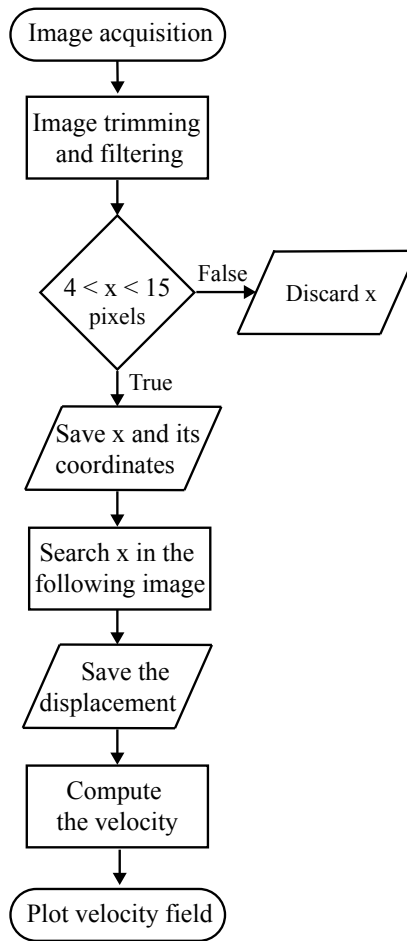 Image acquisition
Image trimming
and filtering
4 < x < 15
pixels
False
Discard x
True
Save x and its
coordinates
Search x in the
following image
Save the
displacement
Compute
the velocity
Plot velocity field